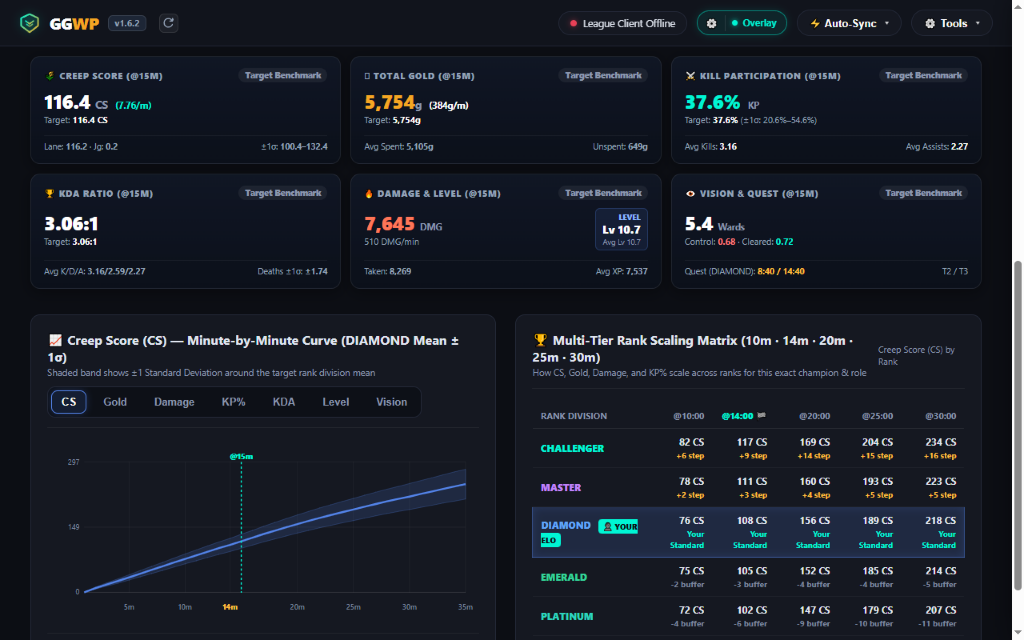 GGWP v1.6.2 League Client Offline Overlay Auto-Sync Tools
CREEP SCORE (@15M) Target Benchmark
116.4 CS (7.76/m)
Target: 116.4 CS
Lane: 116.2 · Jg: 0.2 ±1σ: 100.4–132.4
TOTAL GOLD (@15M) Target Benchmark
5,754g (384g/m)
Target: 5,754g
Avg Spent: 5,105g Unspent: 649g
KILL PARTICIPATION (@15M) Target Benchmark
37.6% KP
Target: 37.6% (±1σ: 20.6%–54.6%)
Avg Kills: 3.16 Avg Assists: 2.27
KDA RATIO (@15M) Target Benchmark
3.06:1
Target: 3.06:1
Avg K/D/A: 3.16/2.59/2.27 Deaths ±1σ: ±1.74
DAMAGE & LEVEL (@15M) Target Benchmark
7,645 DMG
510 DMG/min
LEVEL
Lv 10.7
Avg Lv 10.7
Taken: 8,269 Avg XP: 7,537
VISION & QUEST (@15M) Target Benchmark
5.4 Wards
Control: 0.68 · Cleared: 0.72
Quest (DIAMOND): 8:40 / 14:40 T2 / T3
Creep Score (CS) — Minute-by-Minute Curve (DIAMOND Mean ±
1σ)
Shaded band shows ±1 Standard Deviation around the target rank division mean
CS Gold Damage KP% KDA Level Vision
@15m
297
149
0
5m 10m 14m 20m 25m 30m 35m
Multi-Tier Rank Scaling Matrix (10m · 14m · 20m ·
25m · 30m)
How CS, Gold, Damage, and KP% scale across ranks for this exact champion & role
Creep Score (CS) by
Rank
RANK DIVISION @10:00 @14:00 @20:00 @25:00 @30:00
CHALLENGER 82 CS 117 CS 169 CS 204 CS 234 CS
+6 step +9 step +14 step +15 step +16 step
MASTER 78 CS 111 CS 160 CS 193 CS 223 CS
+2 step +3 step +4 step +5 step +5 step
DIAMOND YOUR ELO 76 CS 108 CS 156 CS 189 CS 218 CS
Your Standard Your Standard Your Standard Your Standard Your Standard
EMERALD 75 CS 105 CS 152 CS 185 CS 214 CS
-2 buffer -3 buffer -4 buffer -4 buffer -5 buffer
PLATINUM 72 CS 102 CS 147 CS 179 CS 207 CS
-4 buffer -6 buffer -9 buffer -10 buffer -11 buffer